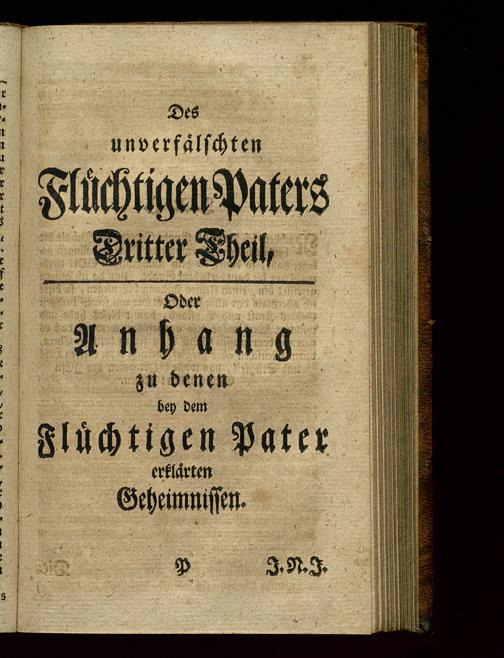 Des
unverfälschten
Flüchtigen Paters
Dritter Theil,
Oder
Anhang
zu denen
bey dem
Flüchtigen Pater
erklärten
Geheimnissen.
P J.N.J.